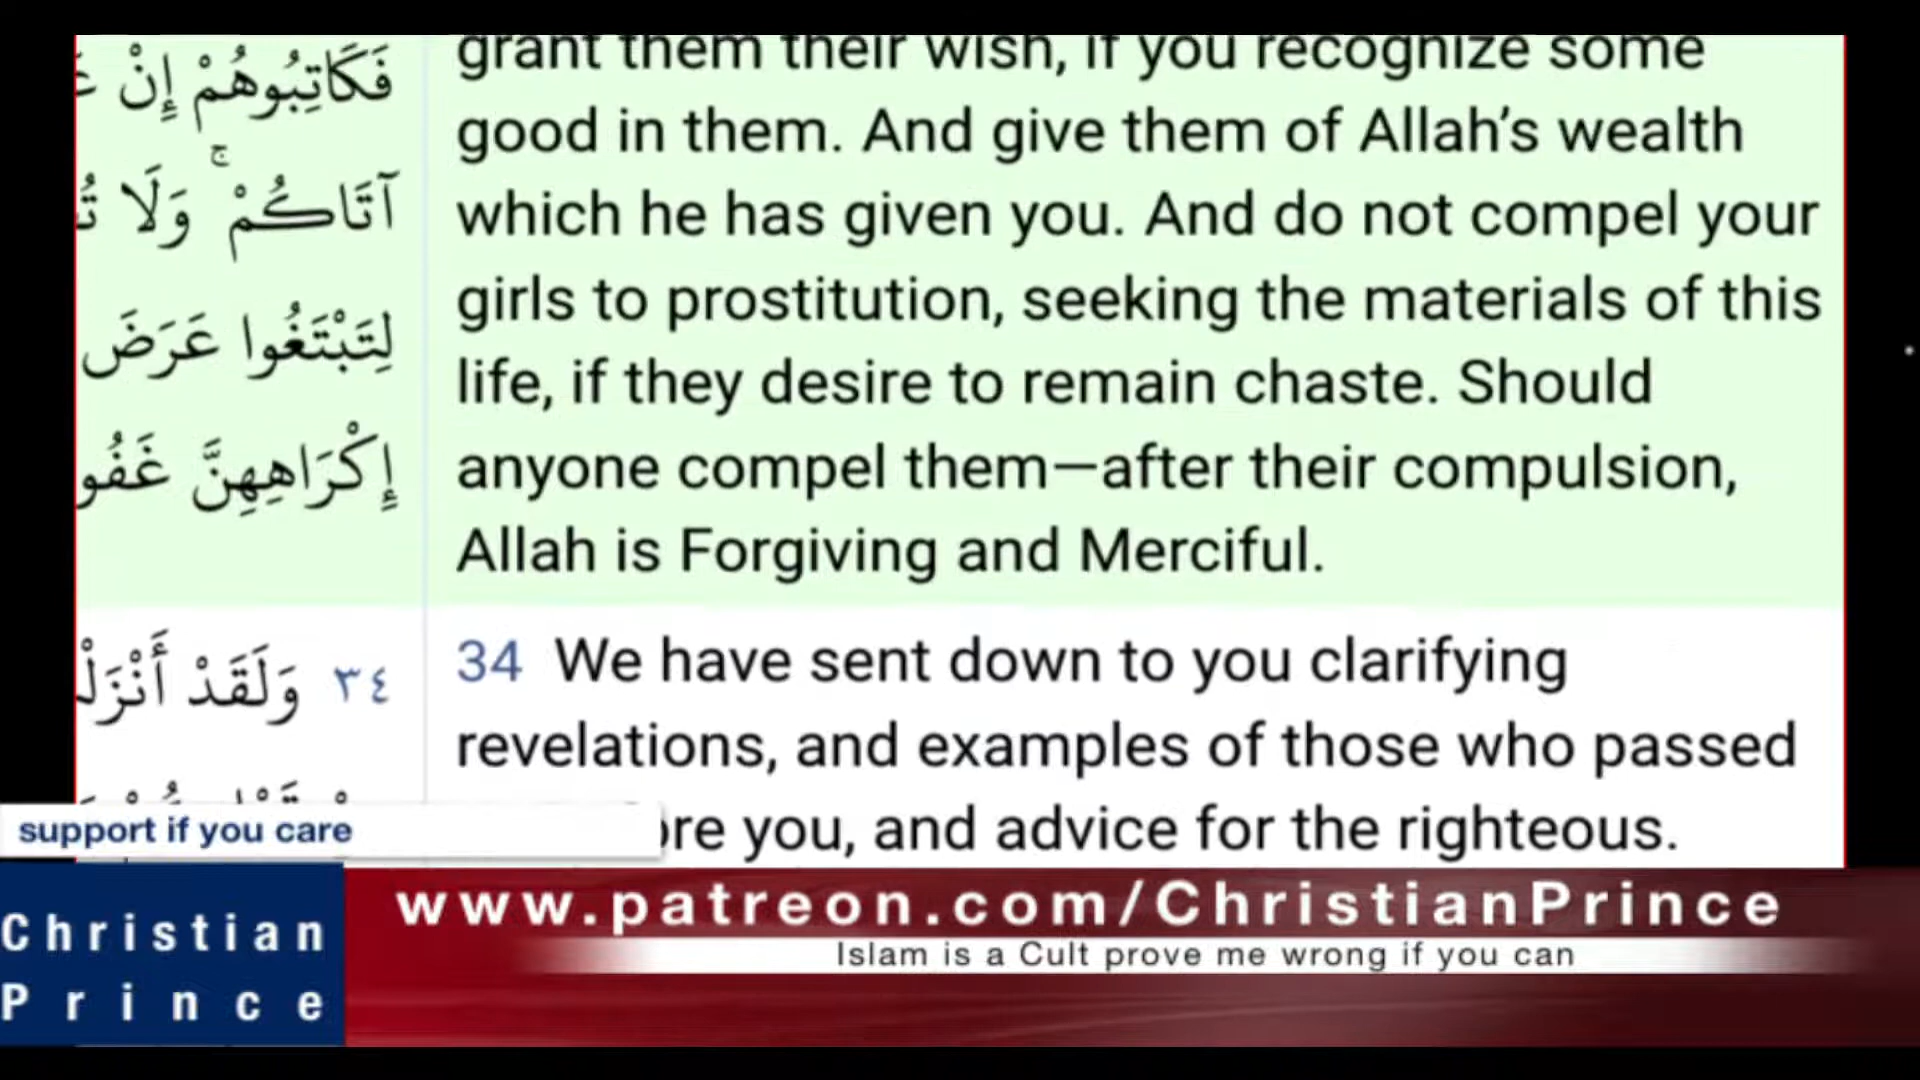 grant them their wish, if you recognize some
good in them. And give them of Allah's wealth
which he has given you. And do not compel your
girls to prostitution, seeking the materials of this
life, if they desire to remain chaste. Should
anyone compel them—after their compulsion,
Allah is Forgiving and Merciful.
34 We have sent down to you clarifying
revelations, and examples of those who passed
you, and advice for the righteous.
فَكَاتِبُوهُمْ إِنْ
آتَاكُمْ ۚ وَلَا
لِتَبْتَغُوا عَرَضَ
إِكْرَاهِهِنَّ
٣٤ وَلَقَدْ
support if you care
Christian
Prince
www.patreon.com/ChristianPrince
Islam is a Cult prove me wrong if you can